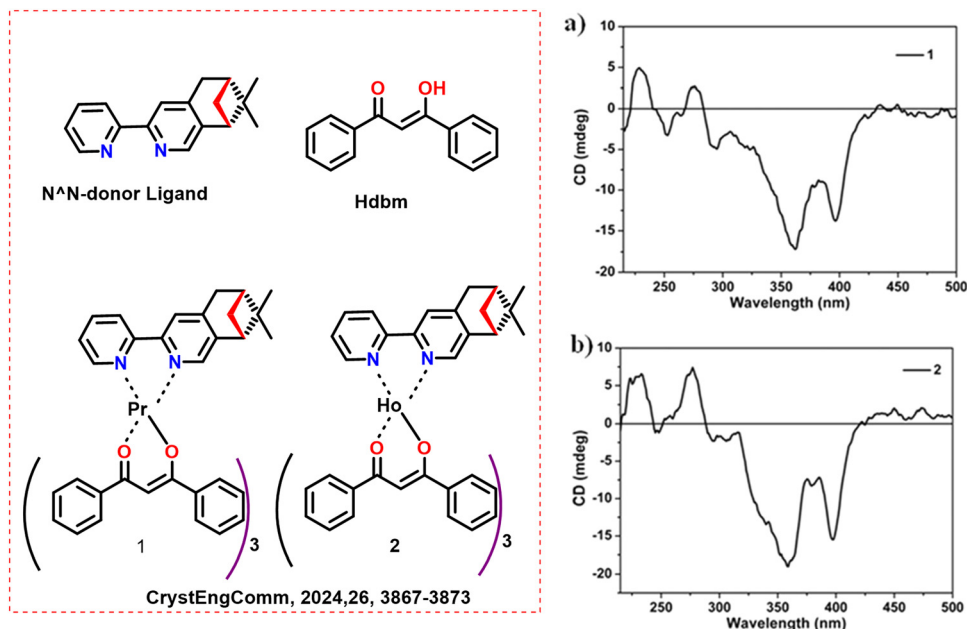 O
OH
N
N
N^N-donor Ligand
Hdbm
N
N
Pr
O
O
1
3
N
N
Ho
O
O
2
3
CrystEngComm, 2024,26, 3867-3873
a)
10
5
0
-5
-10
-15
-20
CD (mdeg)
1
250 300 350 400 450 500
Wavelength (nm)
b)
10
5
0
-5
-10
-15
-20
CD (mdeg)
2
250 300 350 400 450 500
Wavelength (nm)